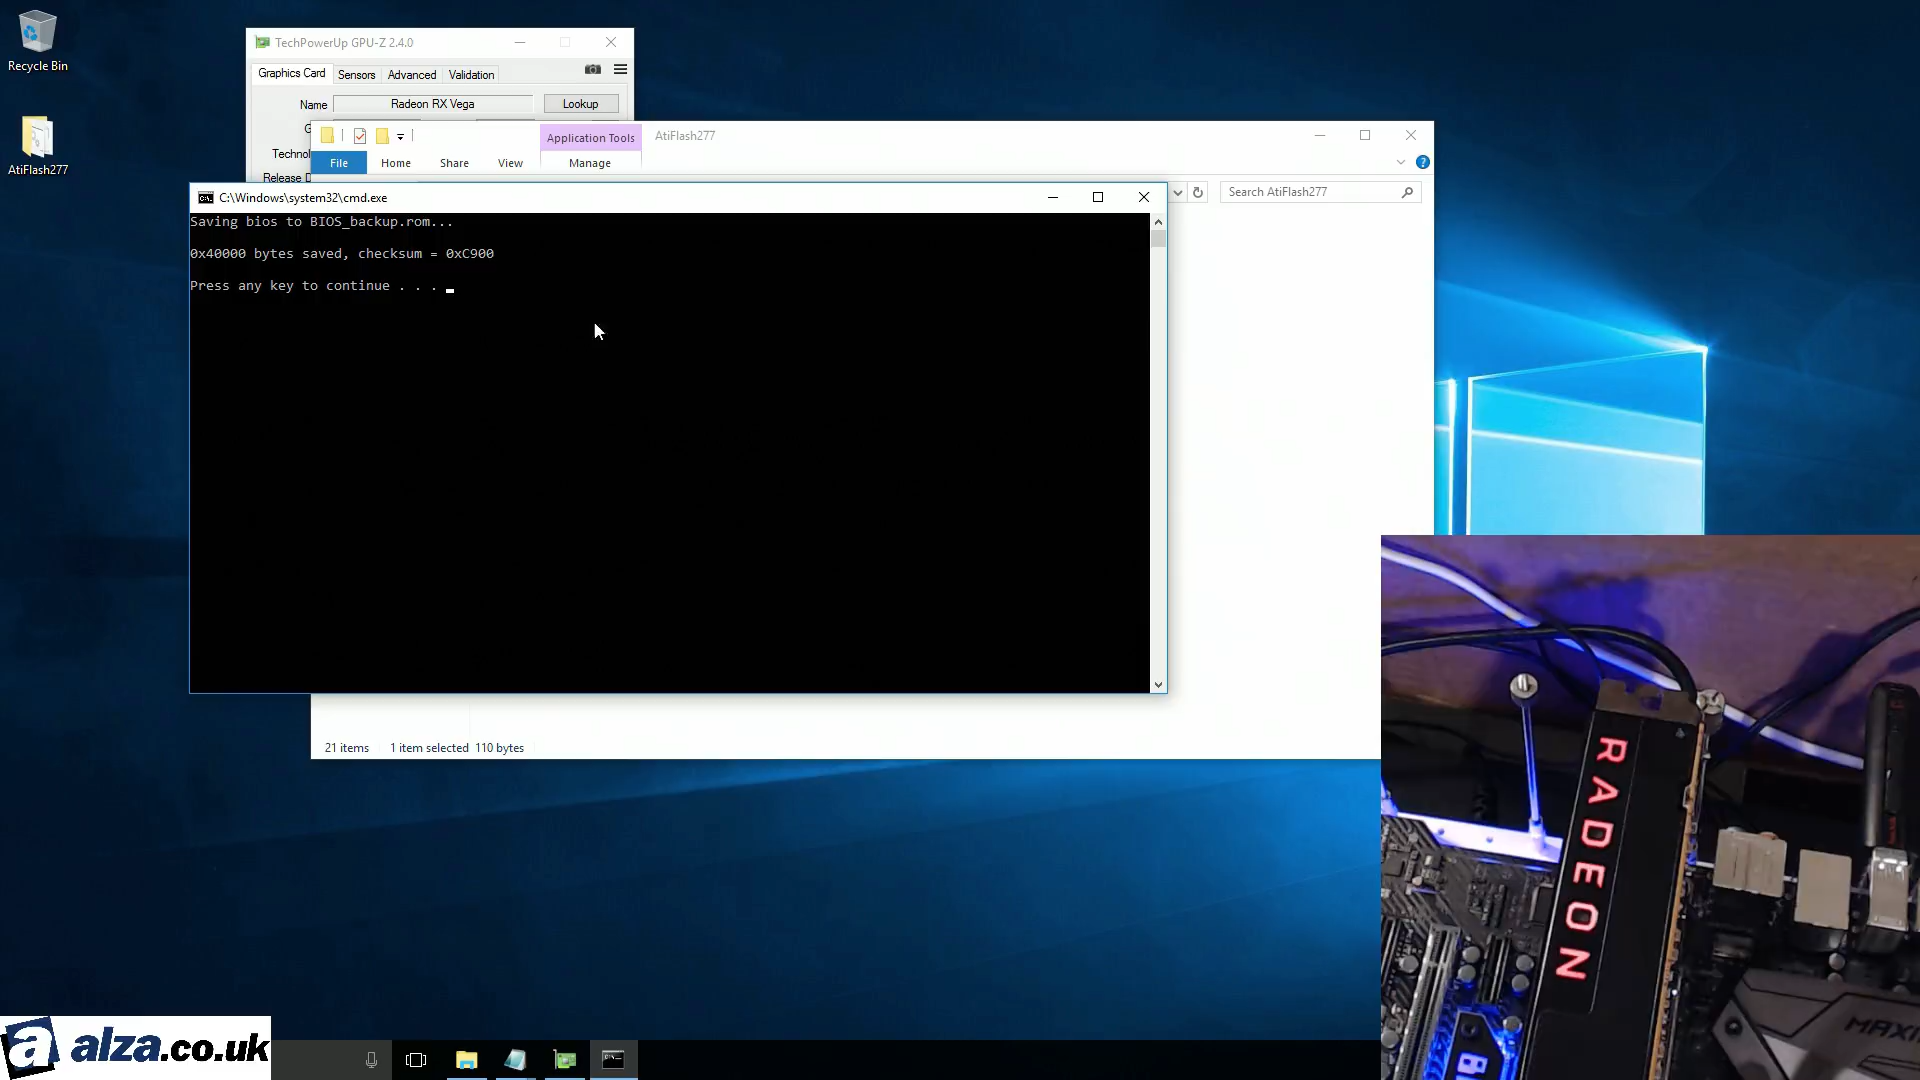 Recycle Bin
AtiFlash277
TechPowerUp GPU-Z 2.4.0
Graphics Card Sensors Advanced Validation
Name Radeon RX Vega Lookup
G
Technol
Release D
Application Tools AtiFlash277
File Home Share View Manage
Search AtiFlash277
C:\Windows\system32\cmd.exe
Saving bios to BIOS_backup.rom...
0x40000 bytes saved, checksum = 0xC900
Press any key to continue . . .
21 items 1 item selected 110 bytes
RADEON
MAXI
a alza.co.uk